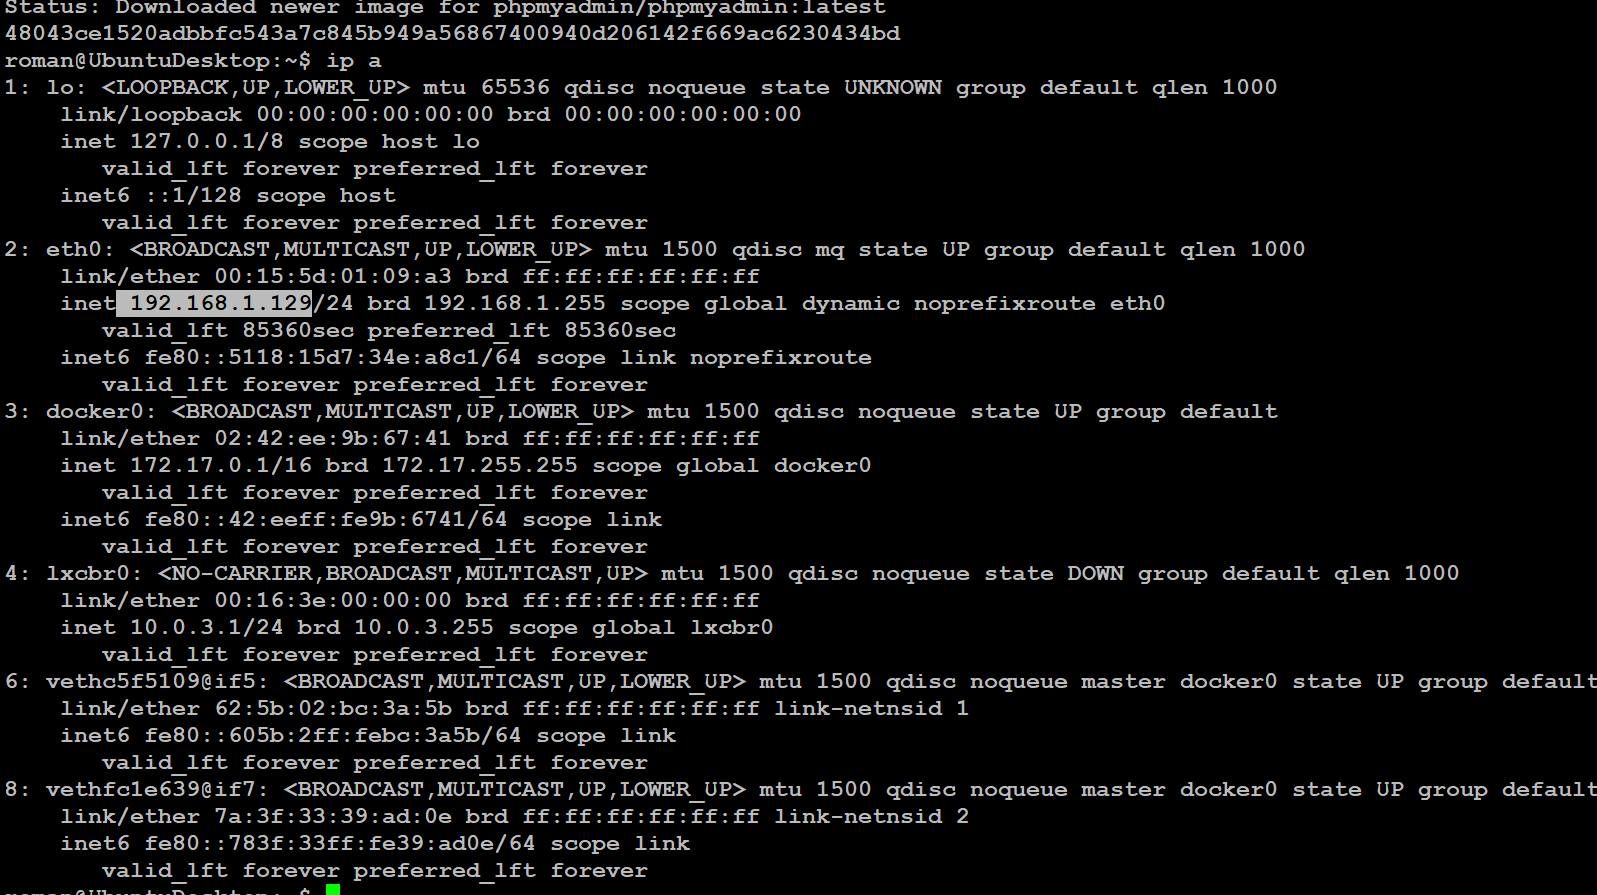 Status: Downloaded newer image for phpmyadmin/phpmyadmin:latest
48043ce1520adbbfc543a7c845b949a56867400940d206142f669ac6230434bd
roman@UbuntuDesktop:~$ ip a
1: lo: <LOOPBACK,UP,LOWER_UP> mtu 65536 qdisc noqueue state UNKNOWN group default qlen 1000
    link/loopback 00:00:00:00:00:00 brd 00:00:00:00:00:00
    inet 127.0.0.1/8 scope host lo
       valid_lft forever preferred_lft forever
    inet6 ::1/128 scope host
       valid_lft forever preferred_lft forever
2: eth0: <BROADCAST,MULTICAST,UP,LOWER_UP> mtu 1500 qdisc mq state UP group default qlen 1000
    link/ether 00:15:5d:01:09:a3 brd ff:ff:ff:ff:ff:ff
    inet 192.168.1.129/24 brd 192.168.1.255 scope global dynamic noprefixroute eth0
       valid_lft 85360sec preferred_lft 85360sec
    inet6 fe80::5118:15d7:34e:a8c1/64 scope link noprefixroute
       valid_lft forever preferred_lft forever
3: docker0: <BROADCAST,MULTICAST,UP,LOWER_UP> mtu 1500 qdisc noqueue state UP group default
    link/ether 02:42:ee:9b:67:41 brd ff:ff:ff:ff:ff:ff
    inet 172.17.0.1/16 brd 172.17.255.255 scope global docker0
       valid_lft forever preferred_lft forever
    inet6 fe80::42:eeff:fe9b:6741/64 scope link
       valid_lft forever preferred_lft forever
4: lxcbr0: <NO-CARRIER,BROADCAST,MULTICAST,UP> mtu 1500 qdisc noqueue state DOWN group default qlen 1000
    link/ether 00:16:3e:00:00:00 brd ff:ff:ff:ff:ff:ff
    inet 10.0.3.1/24 brd 10.0.3.255 scope global lxcbr0
       valid_lft forever preferred_lft forever
6: vethc5f5109@if5: <BROADCAST,MULTICAST,UP,LOWER_UP> mtu 1500 qdisc noqueue master docker0 state UP group default
    link/ether 62:5b:02:bc:3a:5b brd ff:ff:ff:ff:ff:ff link-netnsid 1
    inet6 fe80::605b:2ff:febc:3a5b/64 scope link
       valid_lft forever preferred_lft forever
8: vethfc1e639@if7: <BROADCAST,MULTICAST,UP,LOWER_UP> mtu 1500 qdisc noqueue master docker0 state UP group default
    link/ether 7a:3f:33:39:ad:0e brd ff:ff:ff:ff:ff:ff link-netnsid 2
    inet6 fe80::783f:33ff:fe39:ad0e/64 scope link
       valid_lft forever preferred_lft forever
roman@UbuntuDesktop:~$